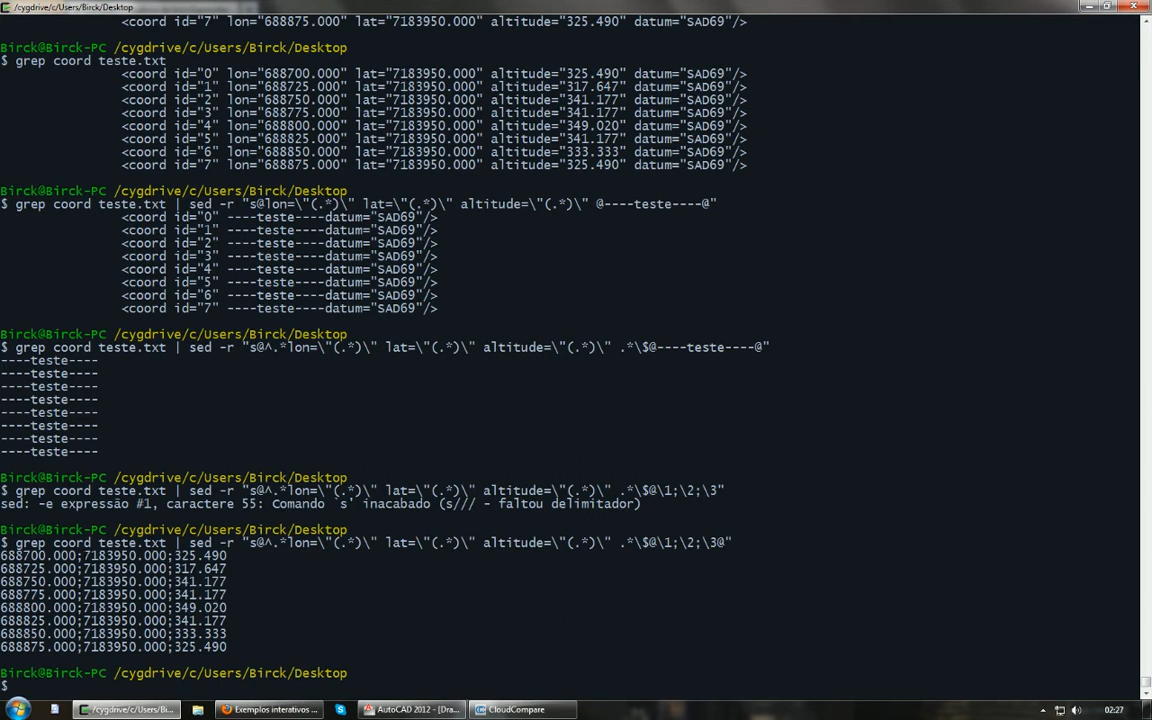 /cygdrive/c/Users/Birck/Desktop
<coord id="7" lon="688875.000" lat="7183950.000" altitude="325.490" datum="SAD69"/>
Birck@Birck-PC /cygdrive/c/Users/Birck/Desktop
$ grep coord teste.txt
<coord id="0" lon="688700.000" lat="7183950.000" altitude="325.490" datum="SAD69"/>
<coord id="1" lon="688725.000" lat="7183950.000" altitude="317.647" datum="SAD69"/>
<coord id="2" lon="688750.000" lat="7183950.000" altitude="341.177" datum="SAD69"/>
<coord id="3" lon="688775.000" lat="7183950.000" altitude="341.177" datum="SAD69"/>
<coord id="4" lon="688800.000" lat="7183950.000" altitude="349.020" datum="SAD69"/>
<coord id="5" lon="688825.000" lat="7183950.000" altitude="341.177" datum="SAD69"/>
<coord id="6" lon="688850.000" lat="7183950.000" altitude="333.333" datum="SAD69"/>
<coord id="7" lon="688875.000" lat="7183950.000" altitude="325.490" datum="SAD69"/>
Birck@Birck-PC /cygdrive/c/Users/Birck/Desktop
$ grep coord teste.txt | sed -r "s@lon=\"(.*)\" lat=\"(.*)\" altitude=\"(.*)\" @----teste----@"
<coord id="0" ----teste----datum="SAD69"/>
<coord id="1" ----teste----datum="SAD69"/>
<coord id="2" ----teste----datum="SAD69"/>
<coord id="3" ----teste----datum="SAD69"/>
<coord id="4" ----teste----datum="SAD69"/>
<coord id="5" ----teste----datum="SAD69"/>
<coord id="6" ----teste----datum="SAD69"/>
<coord id="7" ----teste----datum="SAD69"/>
Birck@Birck-PC /cygdrive/c/Users/Birck/Desktop
$ grep coord teste.txt | sed -r "s@^.*lon=\"(.*)\" lat=\"(.*)\" altitude=\"(.*)\" .*\$@----teste----@"
----teste----
----teste----
----teste----
----teste----
----teste----
----teste----
----teste----
----teste----
Birck@Birck-PC /cygdrive/c/Users/Birck/Desktop
$ grep coord teste.txt | sed -r "s@^.*lon=\"(.*)\" lat=\"(.*)\" altitude=\"(.*)\" .*\$@\1;\2;\3"
sed: -e expressão #1, caractere 55: Comando `s' inacabado (s/// - faltou delimitador)
Birck@Birck-PC /cygdrive/c/Users/Birck/Desktop
$ grep coord teste.txt | sed -r "s@^.*lon=\"(.*)\" lat=\"(.*)\" altitude=\"(.*)\" .*\$@\1;\2;\3@"
688700.000;7183950.000;325.490
688725.000;7183950.000;317.647
688750.000;7183950.000;341.177
688775.000;7183950.000;341.177
688800.000;7183950.000;349.020
688825.000;7183950.000;341.177
688850.000;7183950.000;333.333
688875.000;7183950.000;325.490
Birck@Birck-PC /cygdrive/c/Users/Birck/Desktop
$
/cygdrive/c/Users/Bi... Exemplos interativos ... AutoCAD 2012 - [Dra... CloudCompare 02:27